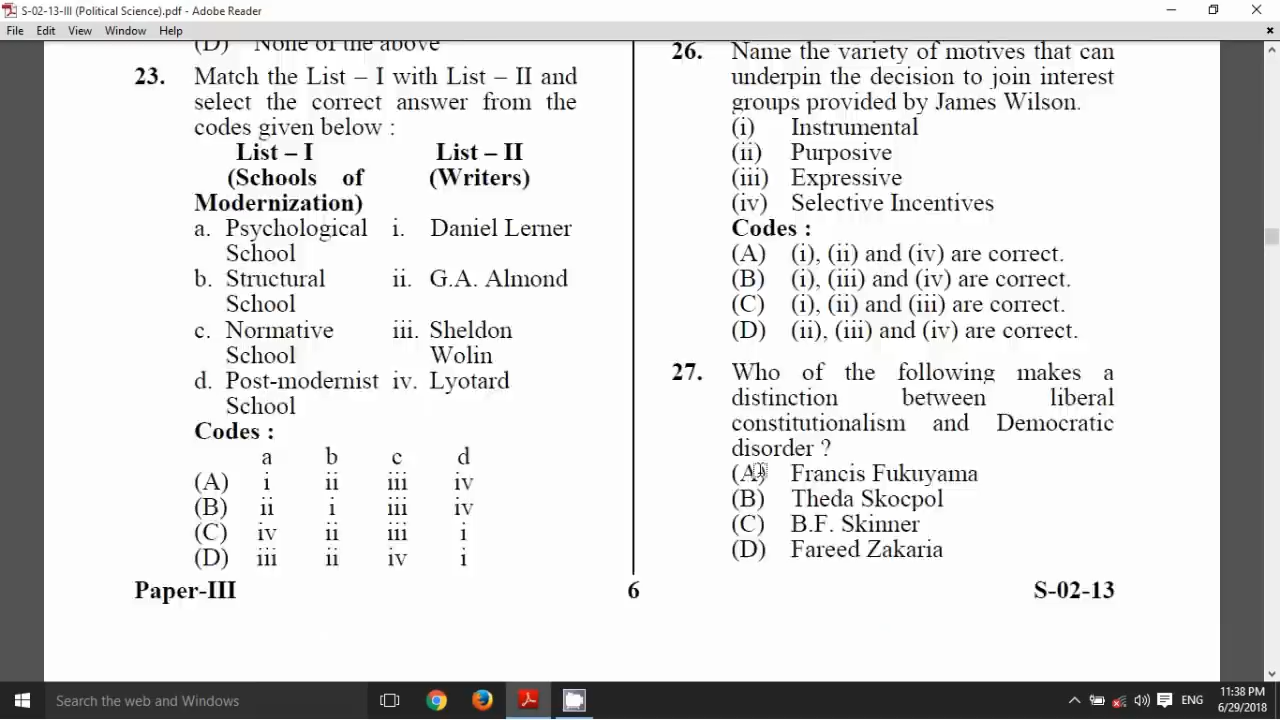 S-02-13-III (Political Science).pdf - Adobe Reader
File Edit View Window Help
(D) None of the above
23. Match the List – I with List – II and
select the correct answer from the
codes given below :
List – I List – II
(Schools of (Writers)
Modernization)
a. Psychological i. Daniel Lerner
School
b. Structural ii. G.A. Almond
School
c. Normative iii. Sheldon
School Wolin
d. Post-modernist iv. Lyotard
School
Codes :
a b c d
(A) i ii iii iv
(B) ii i iii iv
(C) iv ii iii i
(D) iii ii iv i
26. Name the variety of motives that can
underpin the decision to join interest
groups provided by James Wilson.
(i) Instrumental
(ii) Purposive
(iii) Expressive
(iv) Selective Incentives
Codes :
(A) (i), (ii) and (iv) are correct.
(B) (i), (iii) and (iv) are correct.
(C) (i), (ii) and (iii) are correct.
(D) (ii), (iii) and (iv) are correct.
27. Who of the following makes a
distinction between liberal
constitutionalism and Democratic
disorder ?
(A) Francis Fukuyama
(B) Theda Skocpol
(C) B.F. Skinner
(D) Fareed Zakaria
Paper-III 6 S-02-13
Search the web and Windows
ENG
11:38 PM
6/29/2018